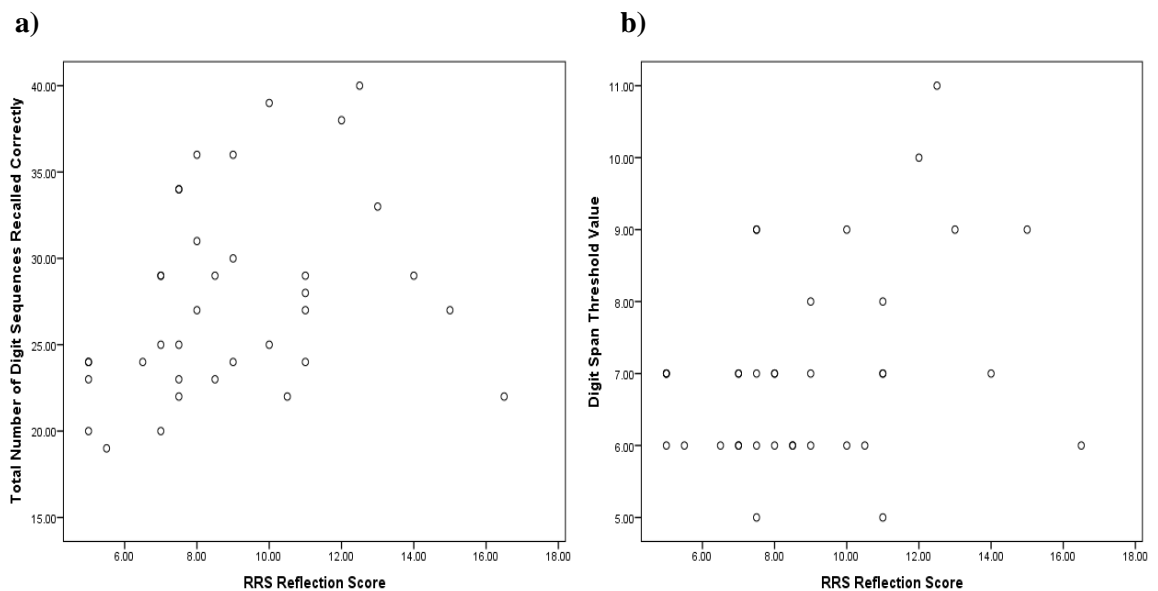 a)
Total Number of Digit Sequences Recalled Correctly
40.00
35.00
30.00
25.00
20.00
15.00
6.00 8.00 10.00 12.00 14.00 16.00 18.00
RRS Reflection Score
b)
Digit Span Threshold Value
11.00
10.00
9.00
8.00
7.00
6.00
5.00
6.00 8.00 10.00 12.00 14.00 16.00 18.00
RRS Reflection Score